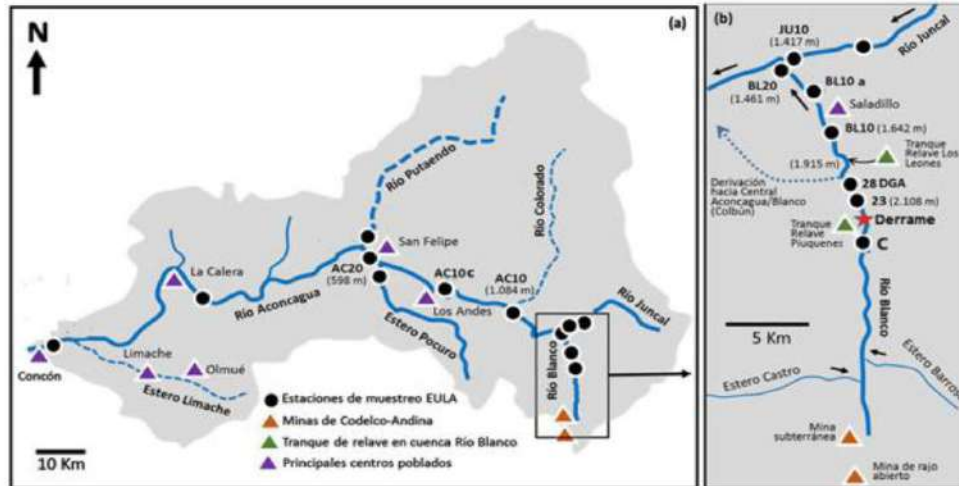 (a)
N
Río Putaendo
Río Colorado
San Felipe
AC20
(598 m)
AC10c
AC10
(1.084 m)
La Calera
Río Aconcagua
Los Andes
Río Juncal
Estero Pocuro
Río Blanco
Concón
Limache
Olmué
Estero Limache
Estaciones de muestreo EULA
Minas de Codelco-Andina
Tranque de relave en cuenca Río Blanco
Principales centros poblados
10 Km
(b)
JU10
(1.417 m)
Río Juncal
BL20
(1.461 m)
BL10 a
Saladillo
BL10 (1.642 m)
Tranque
Relave Los
Leones
(1.915 m)
Derivación
hacia Central
Aconcagua/Blanco
(Colbún)
28 DGA
23 (2.108 m)
Derrame
Tranque
Relave
Piuquenes
C
Río Blanco
5 Km
Estero Castro
Estero Barroso
Mina
subterránea
Mina de rajo
abierto